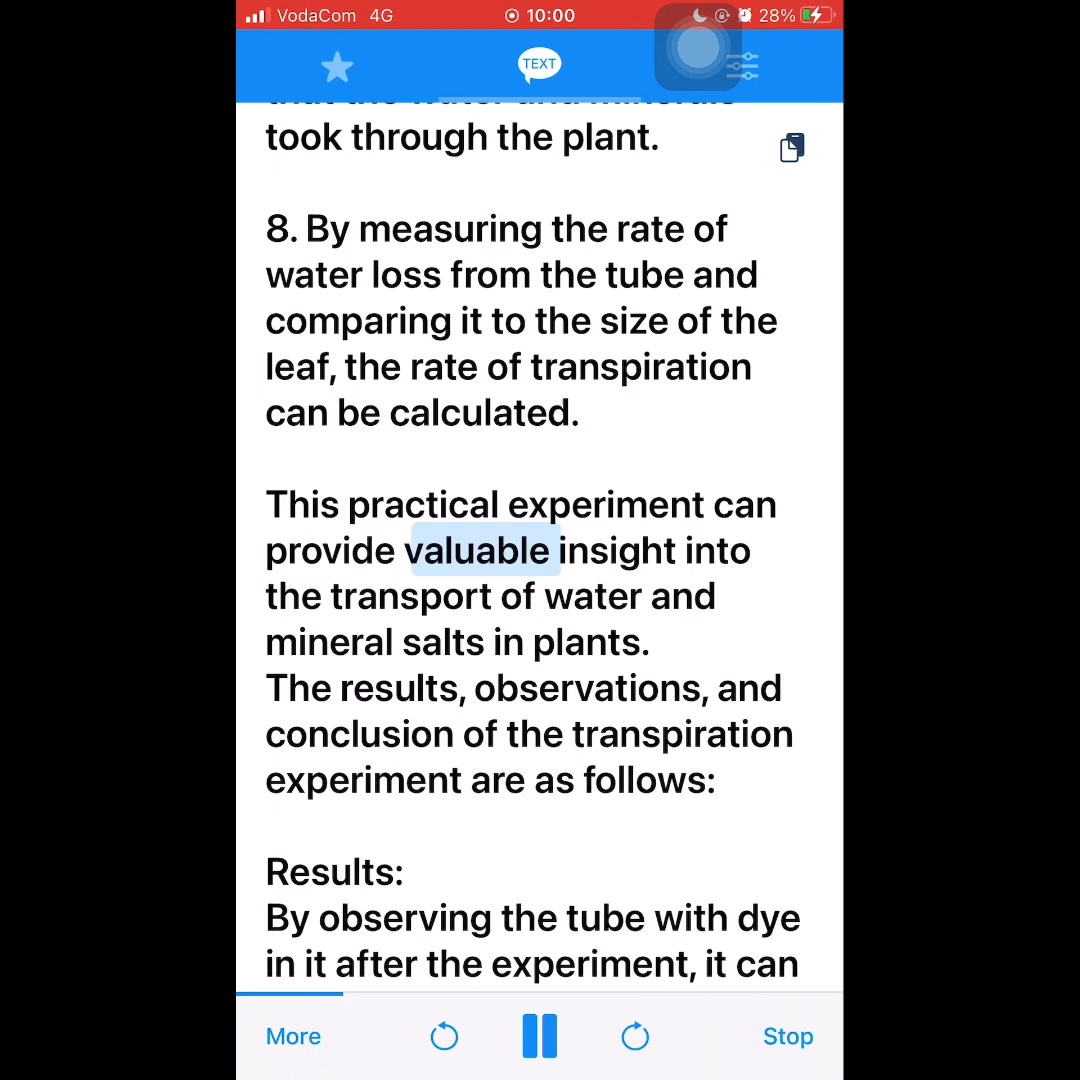 VodaCom 4G 10:00 28%
TEXT
took through the plant.
8. By measuring the rate of
water loss from the tube and
comparing it to the size of the
leaf, the rate of transpiration
can be calculated.
This practical experiment can
provide valuable insight into
the transport of water and
mineral salts in plants.
The results, observations, and
conclusion of the transpiration
experiment are as follows:
Results:
By observing the tube with dye
in it after the experiment, it can
More Stop